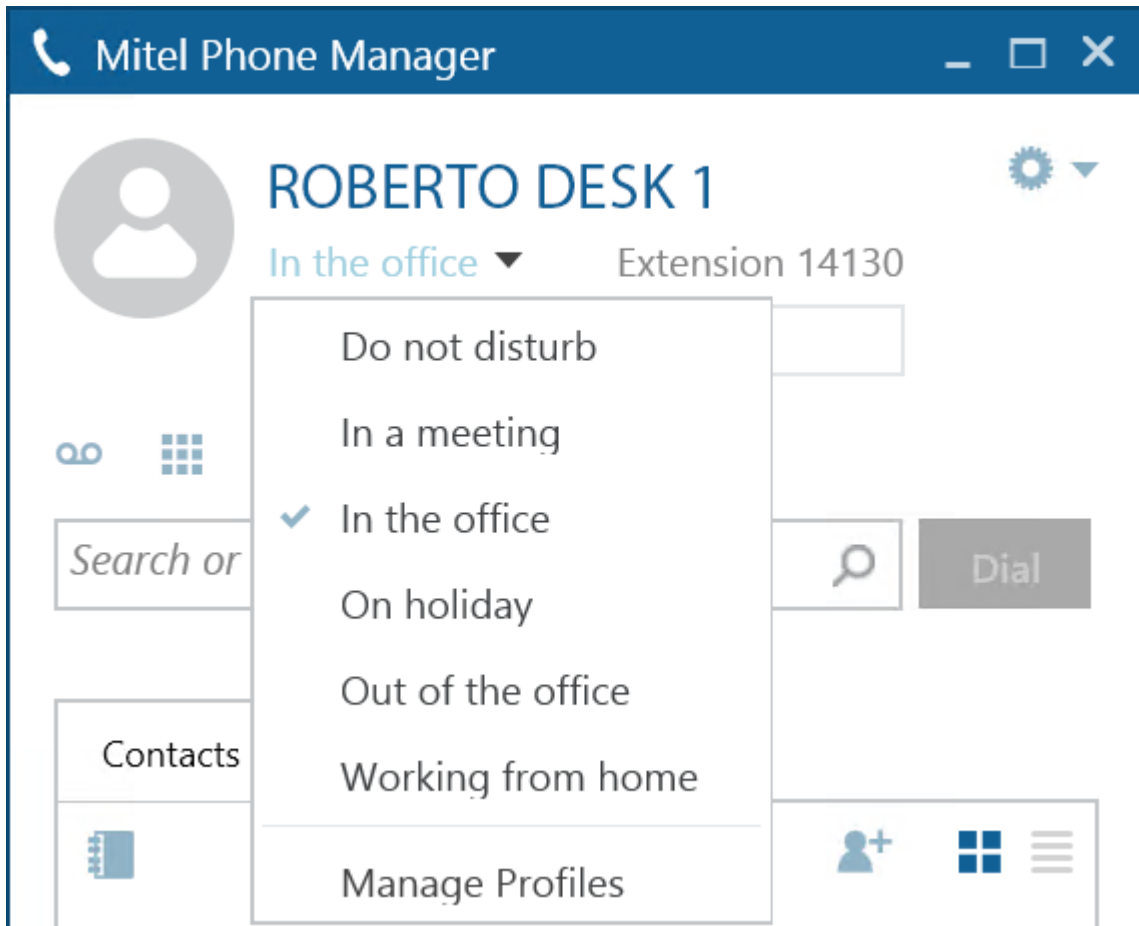 Mitel Phone Manager
ROBERTO DESK 1
In the office Extension 14130
Do not disturb
In a meeting
In the office
Search or
Dial
On holiday
Out of the office
Contacts
Working from home
Manage Profiles